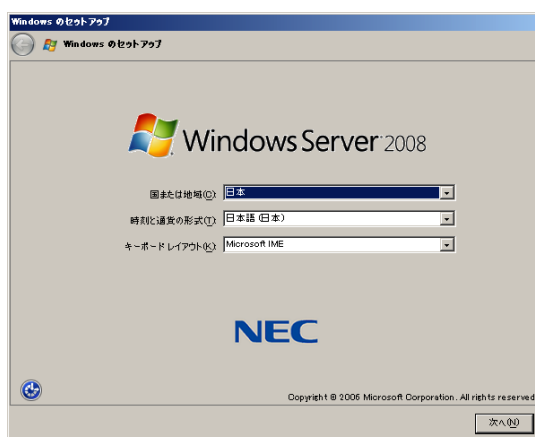 Windows のセットアップ
Windows のセットアップ
Windows Server 2008
国または地域(C): 日本
時刻と通貨の形式(T): 日本語 (日本)
キーボード レイアウト(K): Microsoft IME
NEC
Copyright © 2006 Microsoft Corporation. All rights reserved
次へ(N)